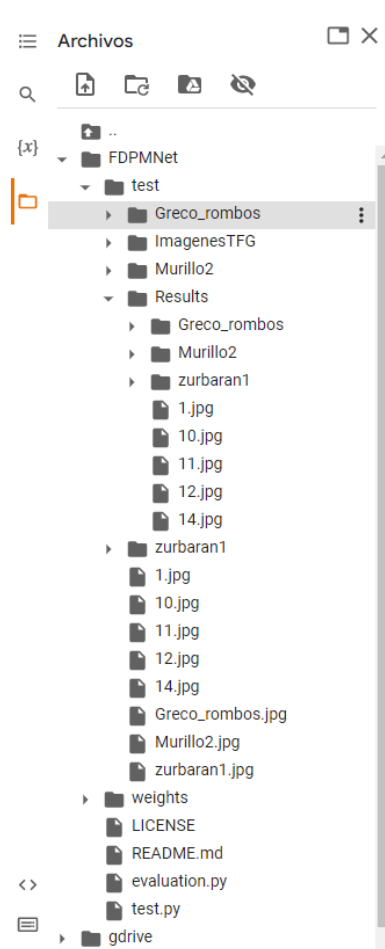 Archivos
{x}
..
FDPMNet
test
Greco_rombos
ImagenesTFG
Murillo2
Results
Greco_rombos
Murillo2
zurbaran1
1.jpg
10.jpg
11.jpg
12.jpg
14.jpg
zurbaran1
1.jpg
10.jpg
11.jpg
12.jpg
14.jpg
Greco_rombos.jpg
Murillo2.jpg
zurbaran1.jpg
weights
LICENSE
README.md
evaluation.py
test.py
gdrive